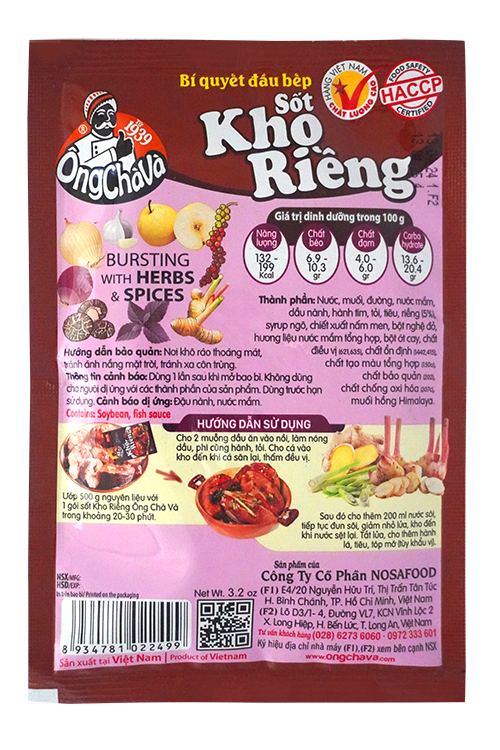 Bí quyết đầu bếp
HÀNG VIỆT NAM
CHẤT LƯỢNG CAO
FOOD SAFETY
HACCP
CERTIFIED
1939
ÔngChàVà
®
Sốt
Kho
Riềng
BURSTING
WITH HERBS
& SPICES
Giá trị dinh dưỡng trong 100 g
Năng lượng
132 - 199
Kcal
Chất béo
6.9 - 10.3
gr
Chất đạm
4.0 - 6.0
gr
Carbo hydrate
13.6 - 20.4
gr
Thành phần: Nước, muối, đường, nước mắm,
dầu nành, hành tím, tỏi, tiêu, riềng (5%),
syrup ngô, chiết xuất nấm men, bột nghệ đỏ,
hương liệu nước mắm tổng hợp, bột ớt cay, chất
điều vị (621,635), chất ổn định (1442,415),
chất tạo màu tổng hợp (150a),
chất bảo quản (202),
chất chống oxi hóa (307c),
muối hồng Himalaya.
Hướng dẫn bảo quản: Nơi khô ráo thoáng mát,
tránh ánh nắng mặt trời, tránh xa côn trùng.
Thông tin cảnh báo: Dùng 1 lần sau khi mở bao bì. Không dùng
cho người dị ứng với các thành phần của sản phẩm. Dùng trước hạn
sử dụng. Cảnh báo dị ứng: Đậu nành, nước mắm.
Contains: Soybean, fish sauce
HƯỚNG DẪN SỬ DỤNG
Cho 2 muỗng dầu ăn vào nồi, làm nóng
dầu, phi cùng hành, tỏi. Cho cá vào
kho đến khi cá săn lại, thấm đều vị.
Ướp 500 g nguyên liệu với
1 gói sốt Kho Riềng Ông Chà Và
trong khoảng 20-30 phút.
Sau đó cho thêm 200 ml nước sôi,
tiếp tục đun sôi, giảm nhỏ lửa, kho đến
khi nước sệt lại. Tắt lửa, cho thêm hành
lá, tiêu, tóp mỡ (tùy khẩu vị).
Sản phẩm của
Công Ty Cổ Phần NOSAFOOD
(F1) E4/20 Nguyễn Hữu Trí, Thị Trấn Tân Túc
H. Bình Chánh, TP. Hồ Chí Minh, Việt Nam
(F2) Lô D3/1- 4, Đường VL7, KCN Vĩnh Lộc 2
X. Long Hiệp, H. Bến Lức, T. Long An, Việt Nam
Tư vấn khách hàng (028) 6273 6060 - 0972 333 601
Ký hiệu địa chỉ nhà máy (F1),(F2) xem bên cạnh NSX
www.ongchava.com
NSX/MFG:
HSD/EXP:
In trên bao bì / Printed on the packaging
Net Wt. 3.2 oz
8 934781 022499
Sản xuất tại Việt Nam | Product of Vietnam